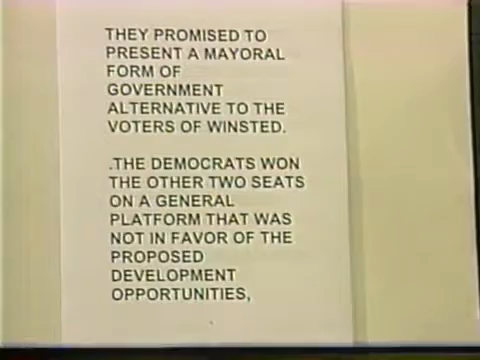 THEY PROMISED TO
PRESENT A MAYORAL
FORM OF
GOVERNMENT
ALTERNATIVE TO THE
VOTERS OF WINSTED.
.THE DEMOCRATS WON
THE OTHER TWO SEATS
ON A GENERAL
PLATFORM THAT WAS
NOT IN FAVOR OF THE
PROPOSED
DEVELOPMENT
OPPORTUNITIES,